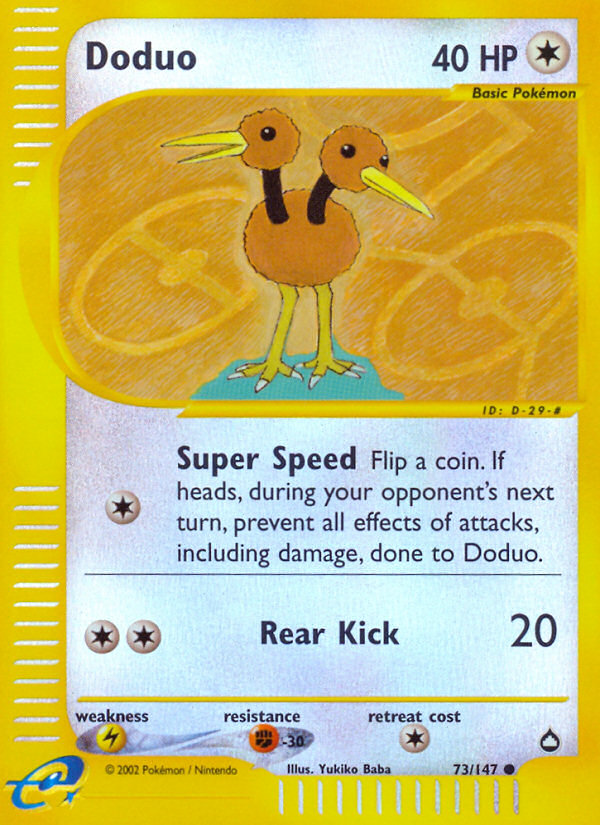 Doduo 40 HP
Basic Pokémon
ID: D-29-#
Super Speed Flip a coin. If
heads, during your opponent's next
turn, prevent all effects of attacks,
including damage, done to Doduo.
Rear Kick 20
weakness resistance retreat cost
-30
© 2002 Pokémon / Nintendo Illus. Yukiko Baba 73/147 ●
e